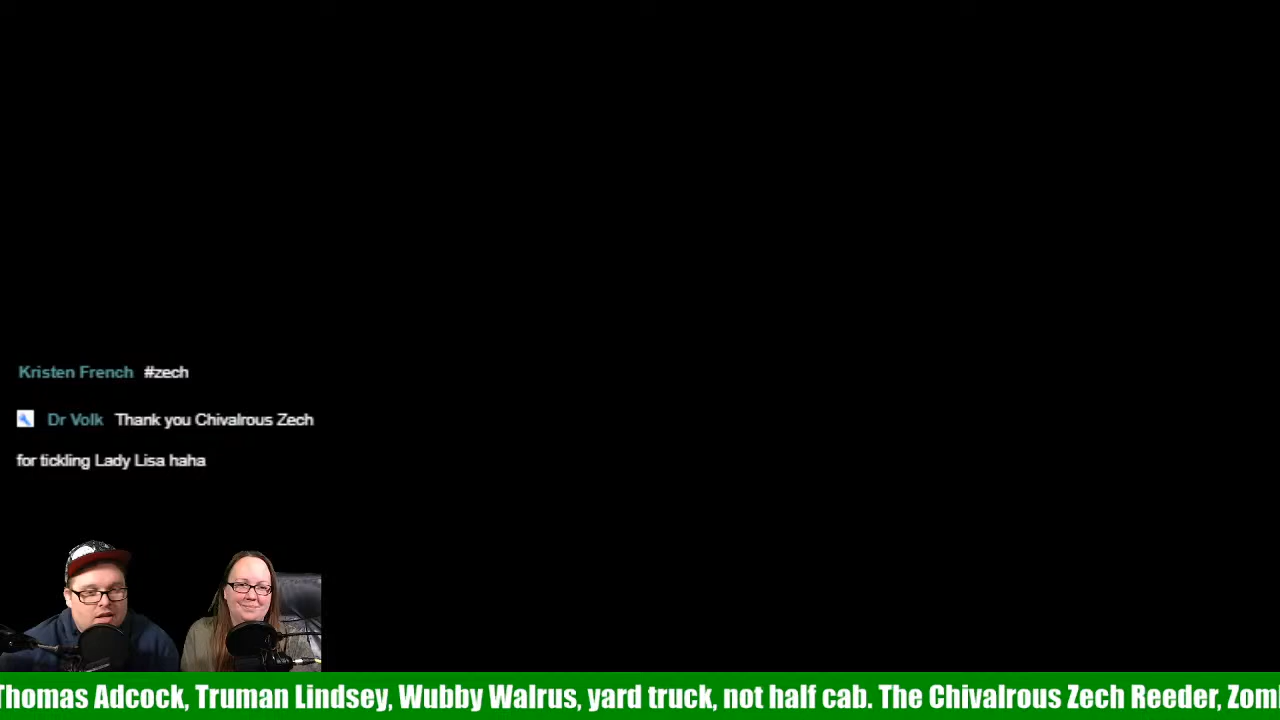 Kristen French #zech
Dr Volk Thank you Chivalrous Zech
for tickling Lady Lisa haha
Thomas Adcock, Truman Lindsey, Wubby Walrus, yard truck, not half cab. The Chivalrous Zech Reeder, Zom